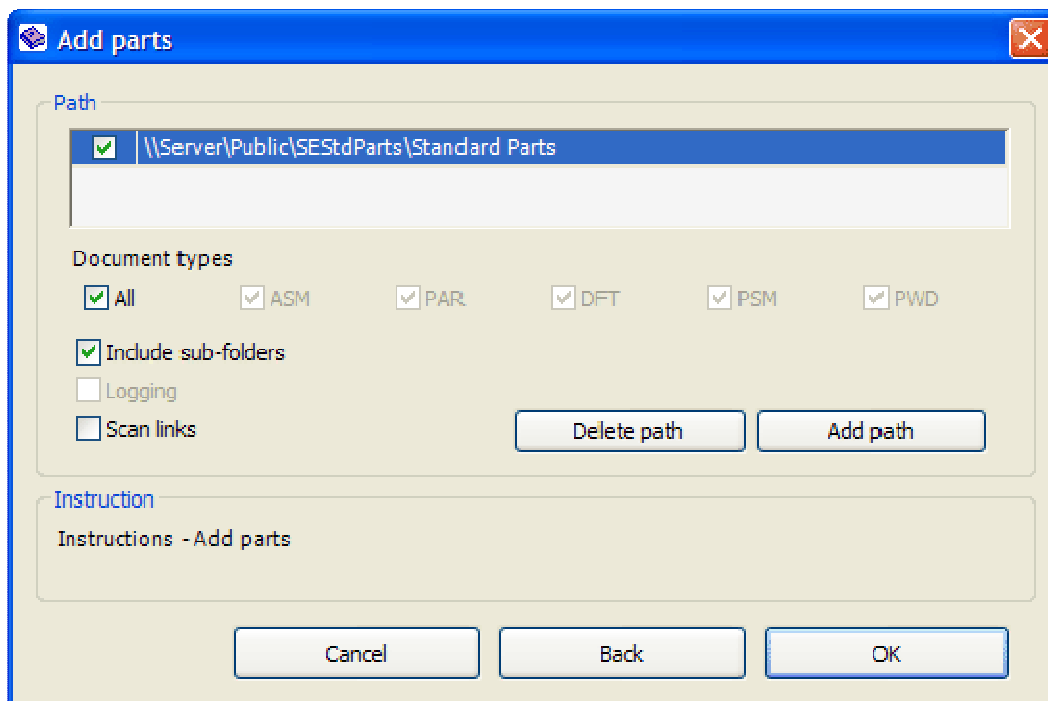 Add parts
Path
\\Server\Public\SEStdParts\Standard Parts
Document types
All ASM PAR DFT PSM PWD
Include sub-folders
Logging
Scan links
Delete path Add path
Instruction
Instructions - Add parts
Cancel Back OK